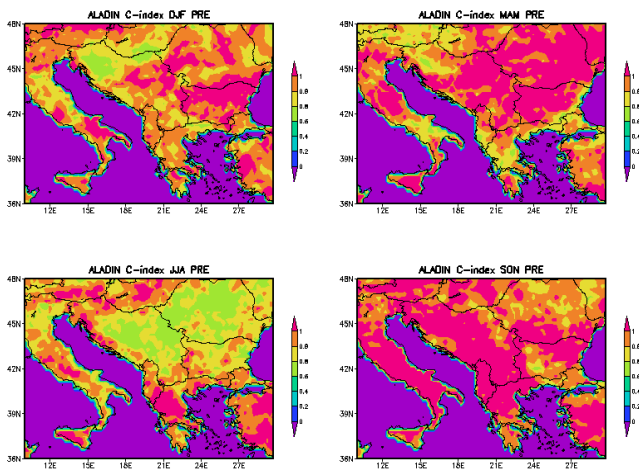 ALADIN C-index DJF PRE
48N
45N
42N
39N
36N
12E 15E 18E 21E 24E 27E
1
0.8
0.6
0.4
0.2
0
ALADIN C-index MAM PRE
48N
45N
42N
39N
36N
12E 15E 18E 21E 24E 27E
1
0.8
0.6
0.4
0.2
0
ALADIN C-index JJA PRE
48N
45N
42N
39N
36N
12E 15E 18E 21E 24E 27E
1
0.8
0.6
0.4
0.2
0
ALADIN C-index SON PRE
48N
45N
42N
39N
36N
12E 15E 18E 21E 24E 27E
1
0.8
0.6
0.4
0.2
0